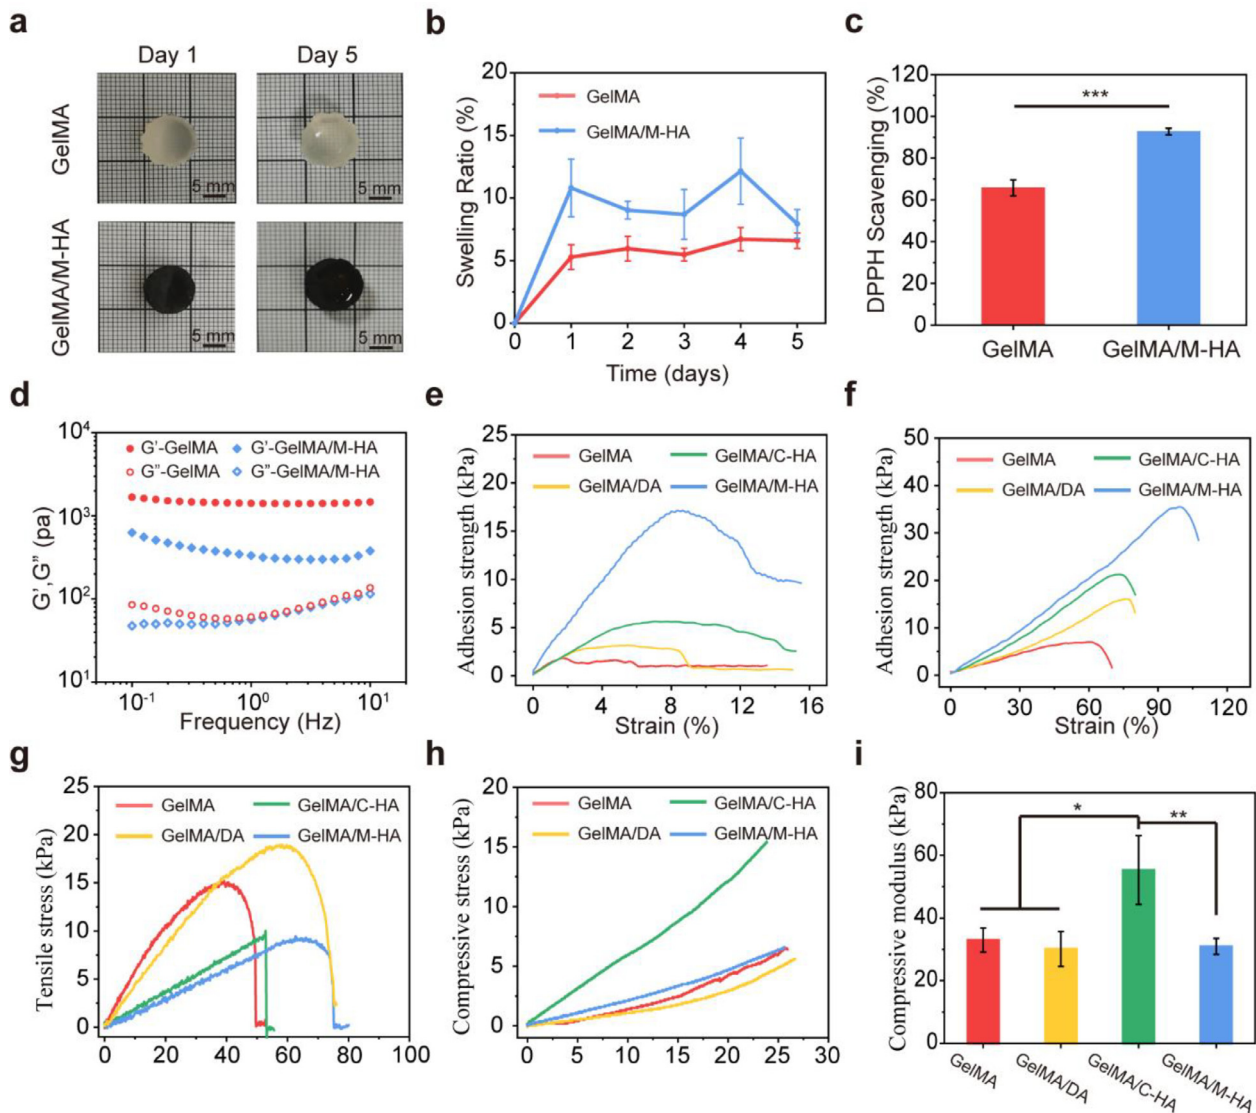 a
Day 1
Day 5
GelMA
5 mm
5 mm
GelMA/M-HA
5 mm
5 mm
b
Swelling Ratio (%)
20
15
10
5
0
GelMA
GelMA/M-HA
0 1 2 3 4 5
Time (days)
c
DPPH Scavenging (%)
120
100
80
60
40
20
0
***
GelMA GelMA/M-HA
d
G',G" (pa)
10⁴
10³
10²
10¹
G'-GelMA G'-GelMA/M-HA
G"-GelMA G"-GelMA/M-HA
10⁻¹ 10⁰ 10¹
Frequency (Hz)
e
Adhesion strength (kPa)
25
20
15
10
5
0
GelMA GelMA/C-HA
GelMA/DA GelMA/M-HA
0 4 8 12 16
Strain (%)
f
Adhesion strength (kPa)
50
40
30
20
10
0
GelMA GelMA/C-HA
GelMA/DA GelMA/M-HA
0 30 60 90 120
Strain (%)
g
Tensile stress (kPa)
25
20
15
10
5
0
GelMA GelMA/C-HA
GelMA/DA GelMA/M-HA
0 20 40 60 80 100
h
Compressive stress (kPa)
20
15
10
5
0
GelMA GelMA/C-HA
GelMA/DA GelMA/M-HA
0 5 10 15 20 25 30
i
Compressive modulus (kPa)
80
60
40
20
0
* **
GelMA GelMA/DA GelMA/C-HA GelMA/M-HA